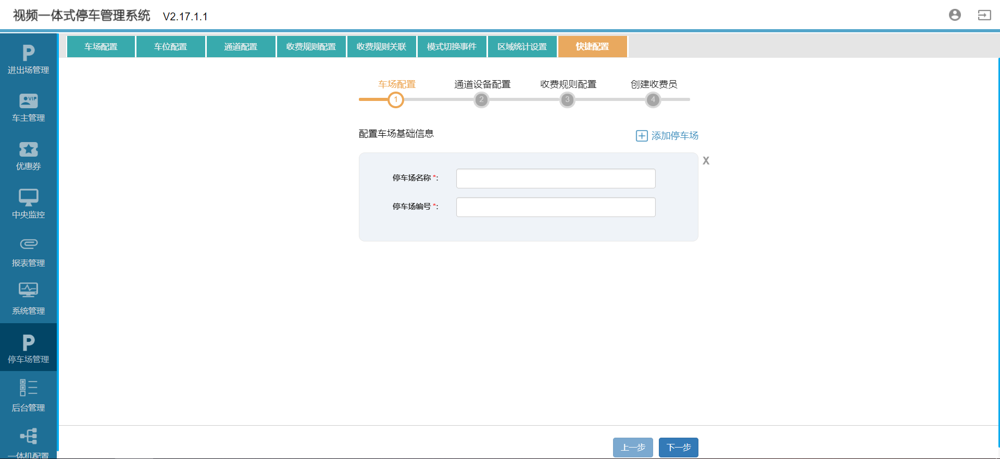 视频一体式停车管理系统 V2.17.1.1
车场配置 车位配置 通道配置 收费规则配置 收费规则关联 模式切换事件 区域统计设置 快捷配置
进出场管理
VIP
车主管理
优惠券
中央监控
报表管理
系统管理
P
停车场管理
后台管理
一体机配置
车场配置 通道设备配置 收费规则配置 创建收费员
1 2 3 4
配置车场基础信息 添加停车场
X
停车场名称 *:
停车场编号 *:
上一步 下一步